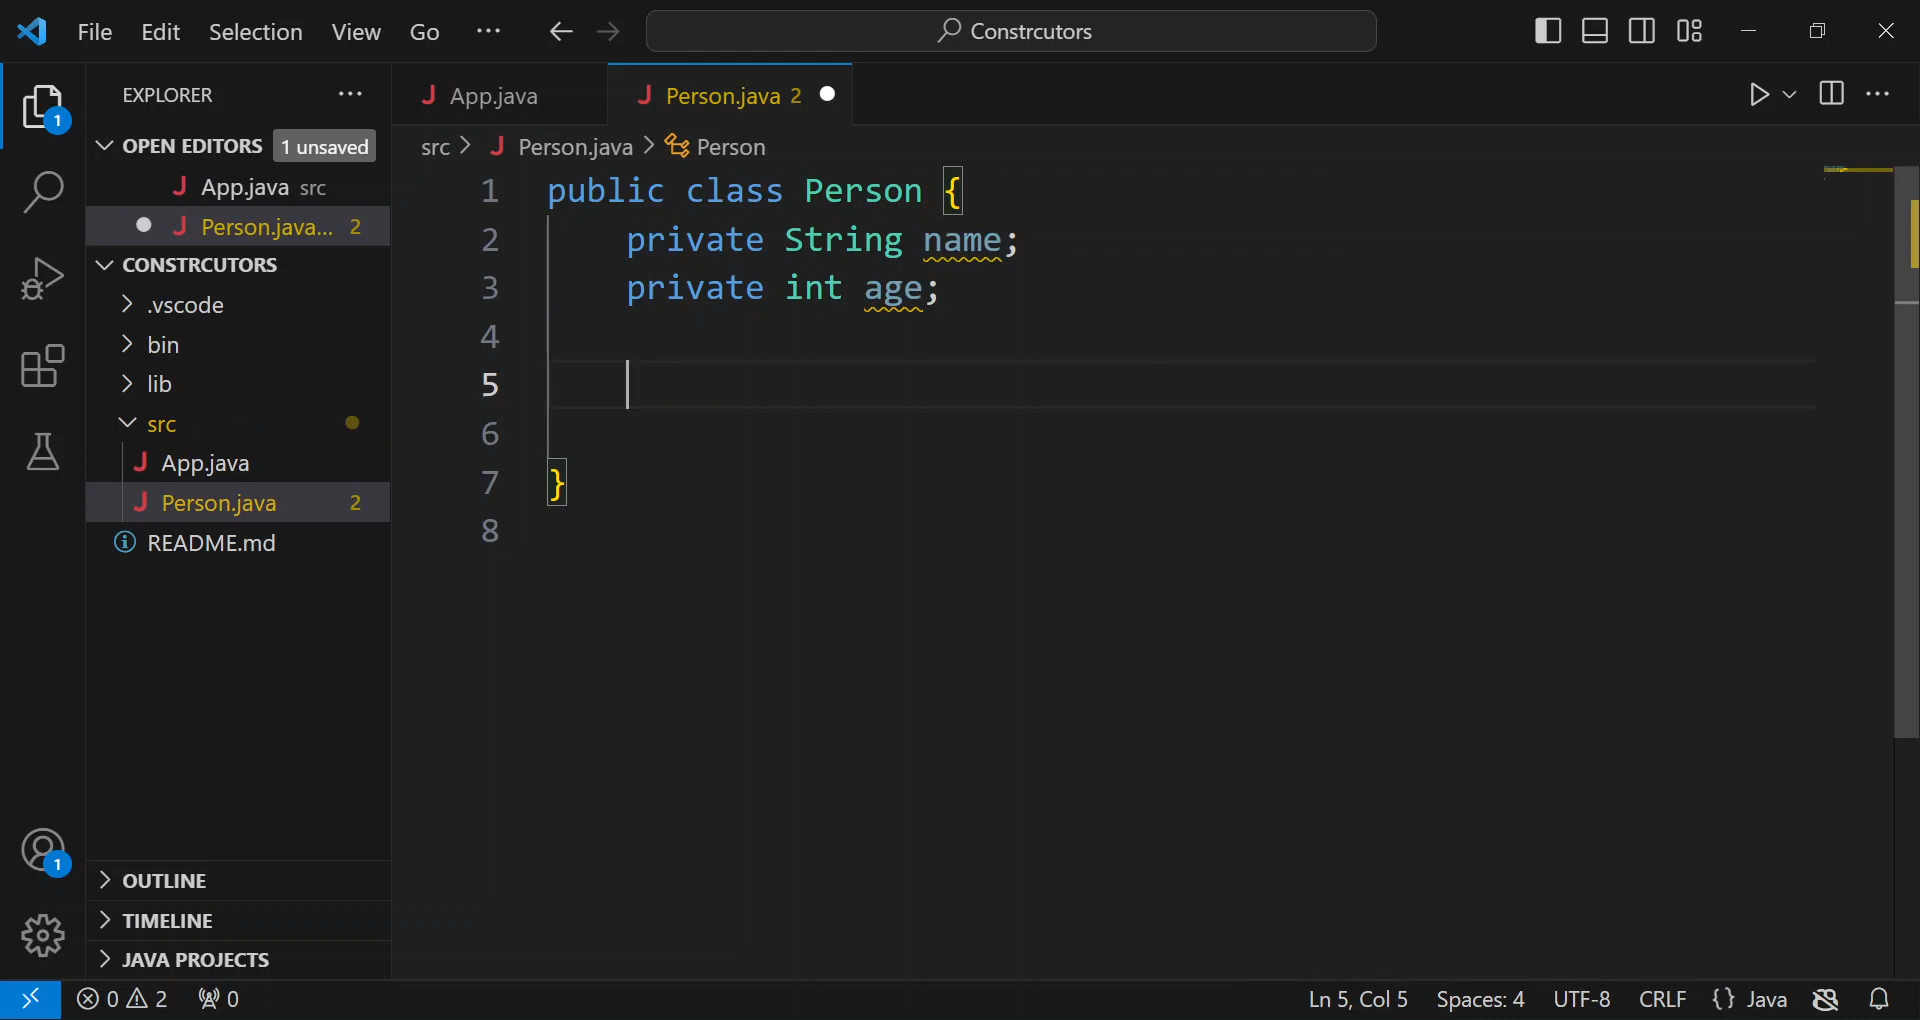 File Edit Selection View Go ··· Constrcutors
EXPLORER ···
OPEN EDITORS 1 unsaved
App.java src
Person.java... 2
CONSTRCUTORS
.vscode
bin
lib
src
App.java
Person.java 2
README.md
OUTLINE
TIMELINE
JAVA PROJECTS
1
1
App.java Person.java 2
src > Person.java > Person
1 public class Person {
2 private String name;
3 private int age;
4
5
6
7 }
8
0 2 0 Ln 5, Col 5 Spaces: 4 UTF-8 CRLF {} Java